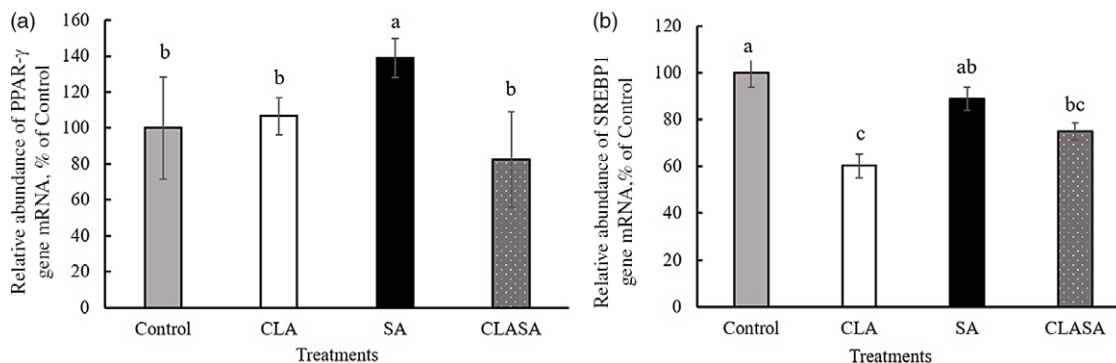 (a)
Relative abundance of PPAR-γ
gene mRNA, % of Control
160
140
120
100
80
60
40
20
0
b
b
a
b
Control
CLA
SA
CLASA
Treatments
(b)
Relative abundance of SREBP1
gene mRNA,% of Control
120
100
80
60
40
20
0
a
c
ab
bc
Control
CLA
SA
CLASA
Treatments